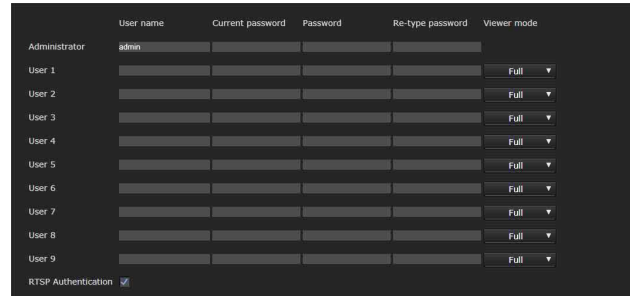 User name Current password Password Re-type password Viewer mode
Administrator admin
User 1 Full
User 2 Full
User 3 Full
User 4 Full
User 5 Full
User 6 Full
User 7 Full
User 8 Full
User 9 Full
RTSP Authentication